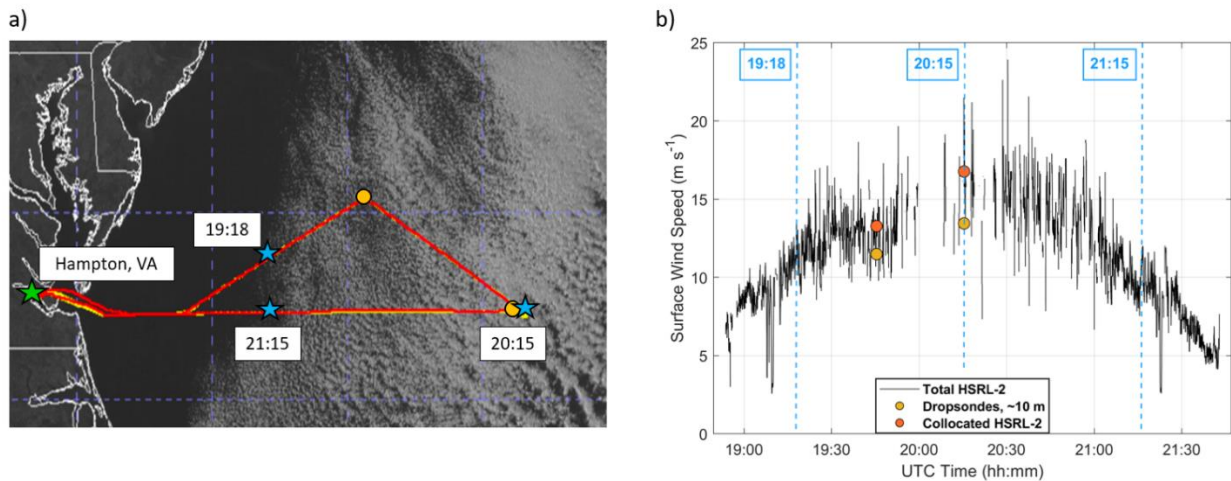 a)
19:18
Hampton, VA
21:15
20:15
b)
Surface Wind Speed (m s⁻¹)
25
20
15
10
5
0
19:18
20:15
21:15
Total HSRL-2
Dropsondes, ~10 m
Collocated HSRL-2
19:00 19:30 20:00 20:30 21:00 21:30
UTC Time (hh:mm)